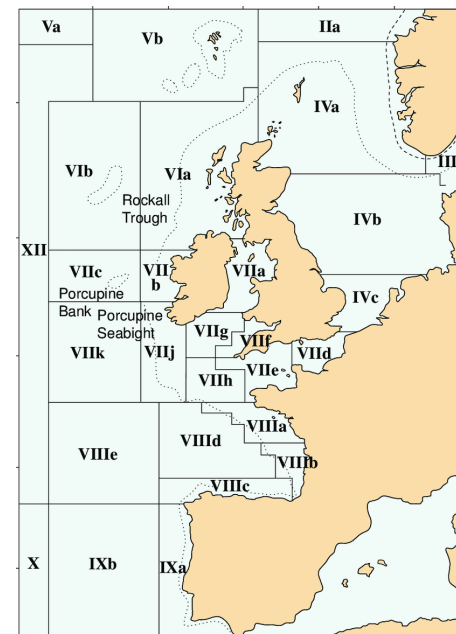 Va
Vb
IIa
IVa
III
VIb
VIa
Rockall
Trough
IVb
XII
VIIc
VII
b
VIIa
IVc
Porcupine
Bank
Porcupine
Seabight
VIIg
VIIf
VIId
VIIk
VIIj
VIIe
VIIh
VIIIa
VIIId
VIIIe
VIIIb
VIIIc
X
IXb
IXa